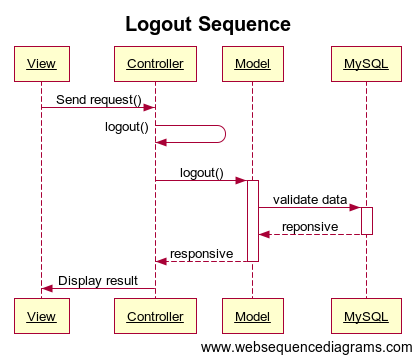 Logout Sequence
View Controller Model MySQL
Send request()
logout()
logout()
validate data
reponsive
responsive
Display result
View Controller Model MySQL
www.websequencediagrams.com